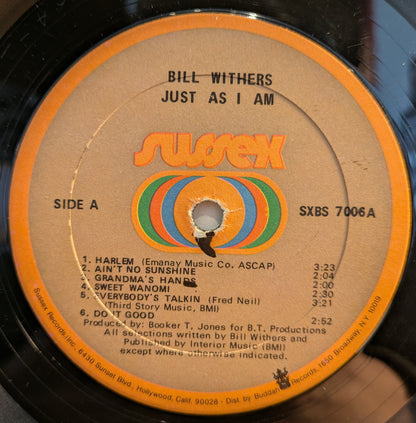 BILL WITHERS
JUST AS I AM
sussex
SIDE A
SXBS 7006A
1. HARLEM (Emanay Music Co. ASCAP) 3:23
2. AIN'T NO SUNSHINE 2:04
3. GRANDMA'S HANDS 2:00
4. SWEET WANOMI 2:30
5. EVERYBODY'S TALKIN (Fred Neil) 3:21
(Third Story Music, BMI)
6. DO IT GOOD 2:52
Produced by: Booker T. Jones for B.T. Productions
All selections written by Bill Withers and
Published by Interior Music (BMI)
except where otherwise indicated.
Sussex Records, Inc., 6430 Sunset Blvd., Hollywood, Calif. 90028 - Dist. by Buddah Records, 1650 Broadway, N.Y. 10019